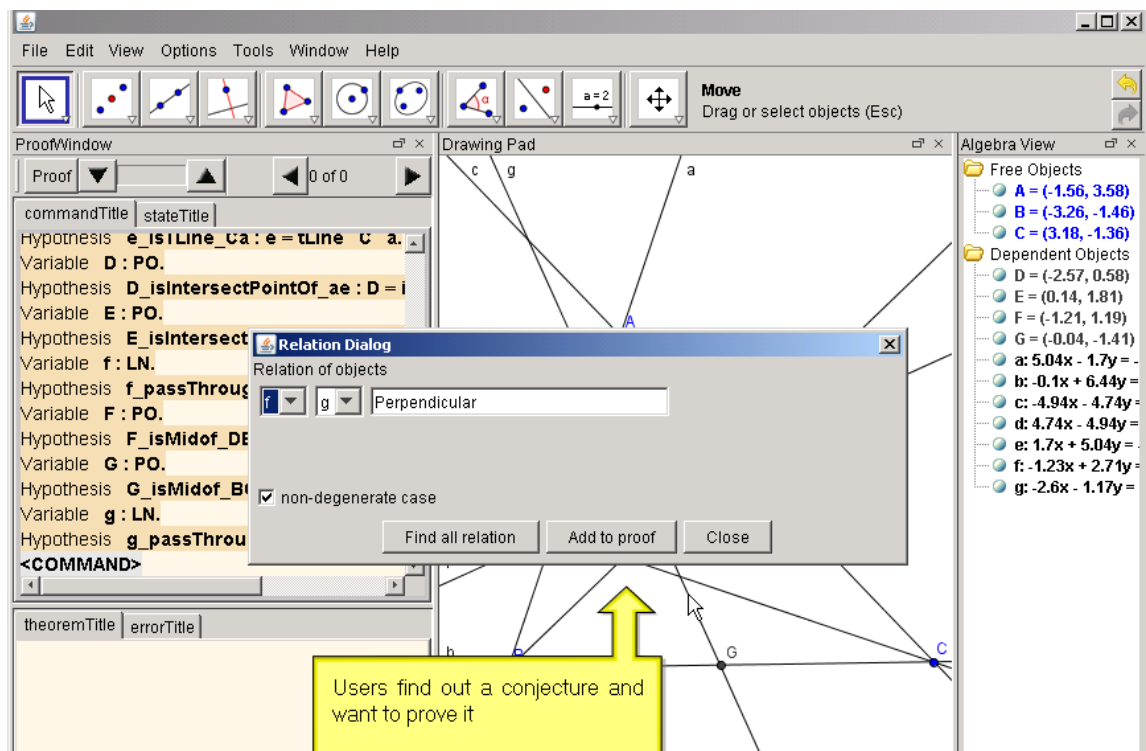 File Edit View Options Tools Window Help
α
a=2
Move
Drag or select objects (Esc)
ProofWindow
Drawing Pad
Algebra View
Proof
0 of 0
commandTitle stateTitle
Hypothesis e_isTLine_Ca : e = tLine C a.
Variable D : PO.
Hypothesis D_isIntersectPointOf_ae : D = i
Variable E : PO.
Hypothesis E_isIntersect
Variable f : LN.
Hypothesis f_passThroug
Variable F : PO.
Hypothesis F_isMidof_DE
Variable G : PO.
Hypothesis G_isMidof_B
Variable g : LN.
Hypothesis g_passThrou
<COMMAND>
theoremTitle errorTitle
c g a
A
Relation Dialog
Relation of objects
f g Perpendicular
non-degenerate case
Find all relation Add to proof Close
b
G
C
Users find out a conjecture and
want to prove it
Free Objects
A = (-1.56, 3.58)
B = (-3.26, -1.46)
C = (3.18, -1.36)
Dependent Objects
D = (-2.57, 0.58)
E = (0.14, 1.81)
F = (-1.21, 1.19)
G = (-0.04, -1.41)
a: 5.04x - 1.7y = -
b: -0.1x + 6.44y =
c: -4.94x - 4.74y =
d: 4.74x - 4.94y =
e: 1.7x + 5.04y = -
f: -1.23x + 2.71y =
g: -2.6x - 1.17y =